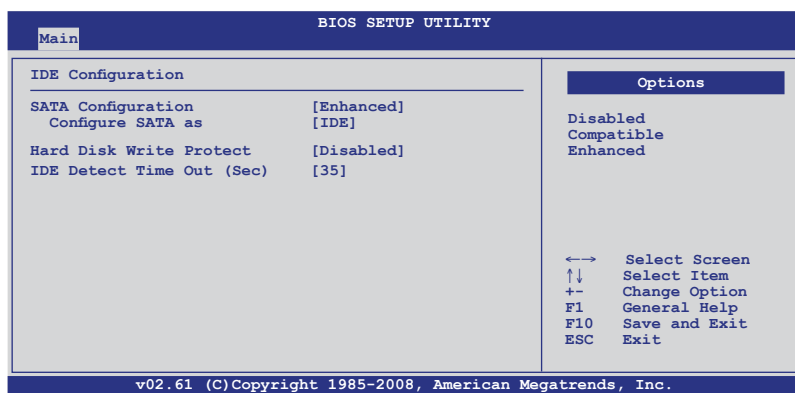 BIOS SETUP UTILITY
Main
IDE Configuration
SATA Configuration [Enhanced]
Configure SATA as [IDE]
Hard Disk Write Protect [Disabled]
IDE Detect Time Out (Sec) [35]
Options
Disabled
Compatible
Enhanced
←→ Select Screen
↑↓ Select Item
+- Change Option
F1 General Help
F10 Save and Exit
ESC Exit
v02.61 (C)Copyright 1985-2008, American Megatrends, Inc.